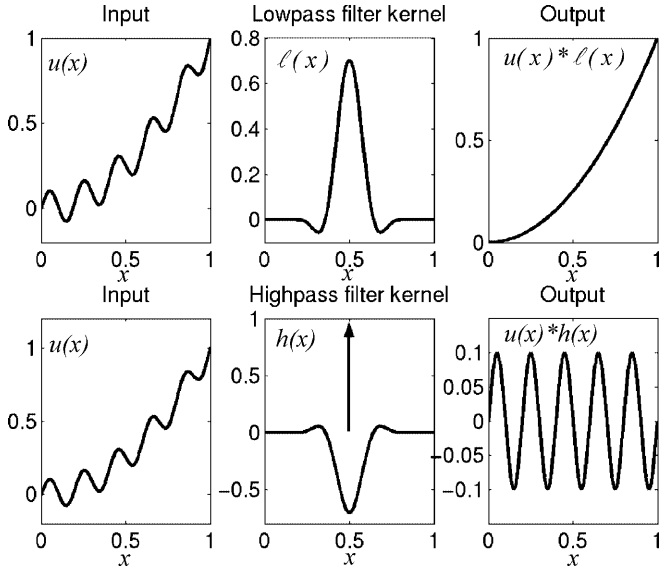 Input
Lowpass filter kernel
Output
1
0.5
0
u(x)
0
0.5
1
x
0.8
0.6
0.4
0.2
0
ℓ(x)
0
0.5
1
x
1
0.5
0
u(x)*ℓ(x)
0
0.5
1
x
Input
Highpass filter kernel
Output
1
0.5
0
u(x)
0
0.5
1
x
1
0.5
0
−0.5
h(x)
0
0.5
1
x
0.1
0.05
0
−0.05
−0.1
u(x)*h(x)
0
0.5
1
x